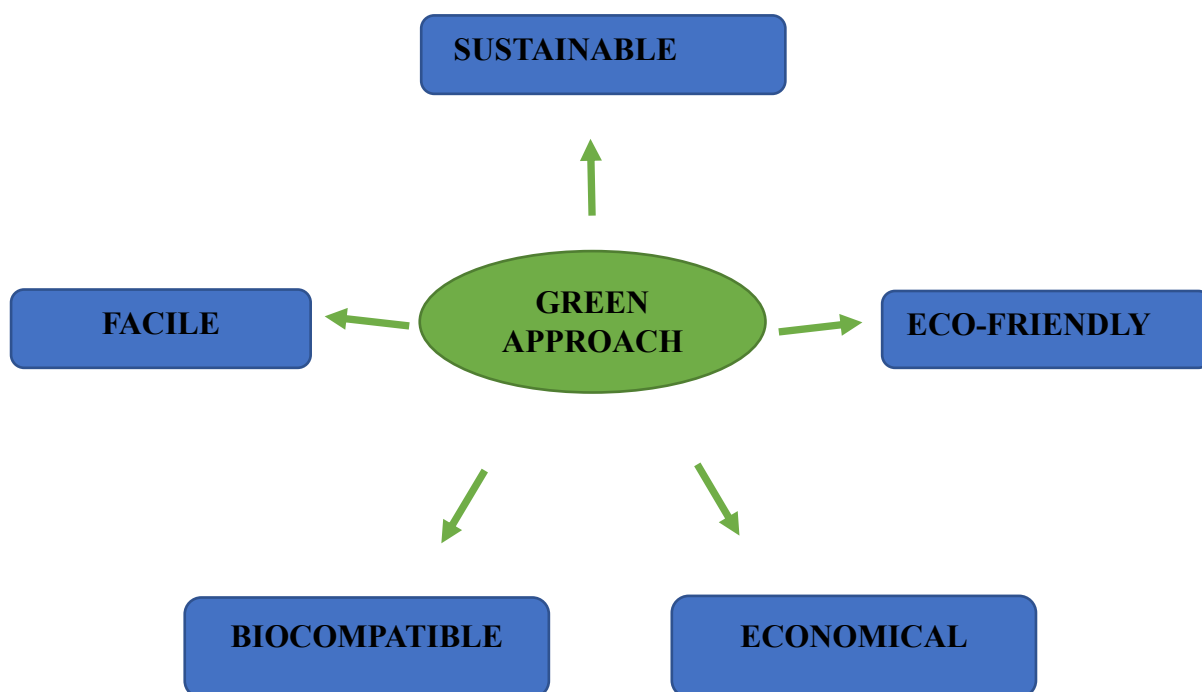 SUSTAINABLE
FACILE
GREEN
APPROACH
ECO-FRIENDLY
BIOCOMPATIBLE
ECONOMICAL